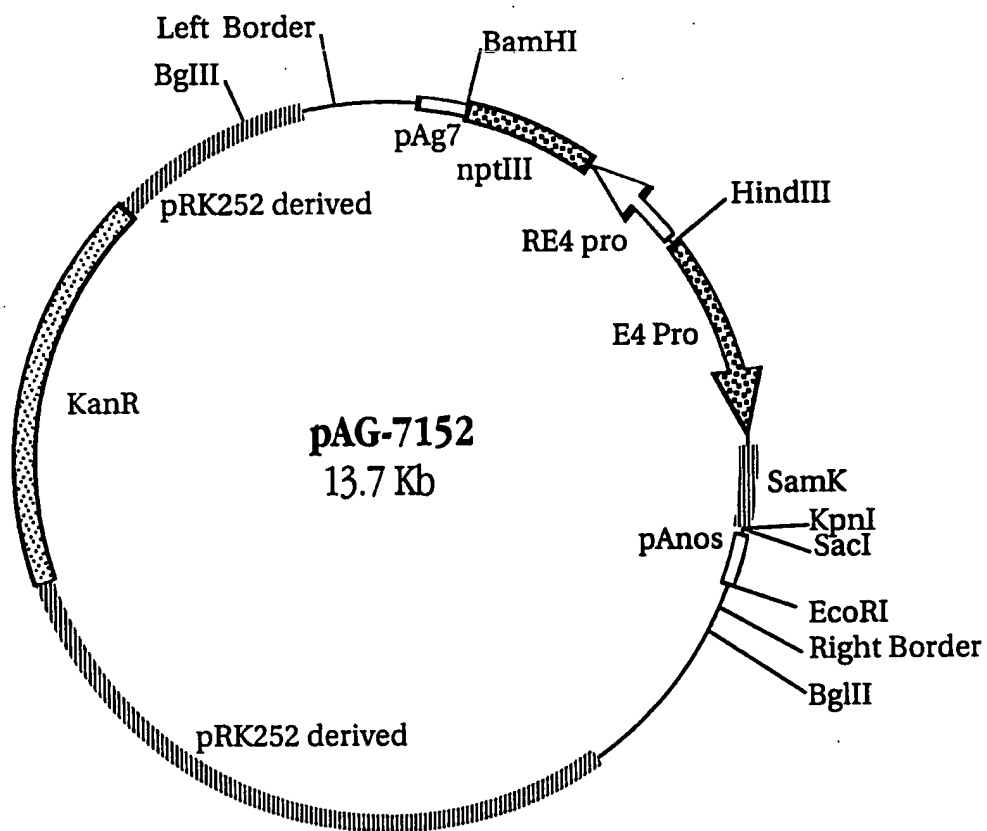 Left Border
BamHI
BgIII
pAg7
nptIII
pRK252 derived
HindIII
RE4 pro
E4 Pro
KanR
pAG-7152
13.7 Kb
SamK
KpnI
pAnos
SacI
EcoRI
Right Border
BglII
pRK252 derived